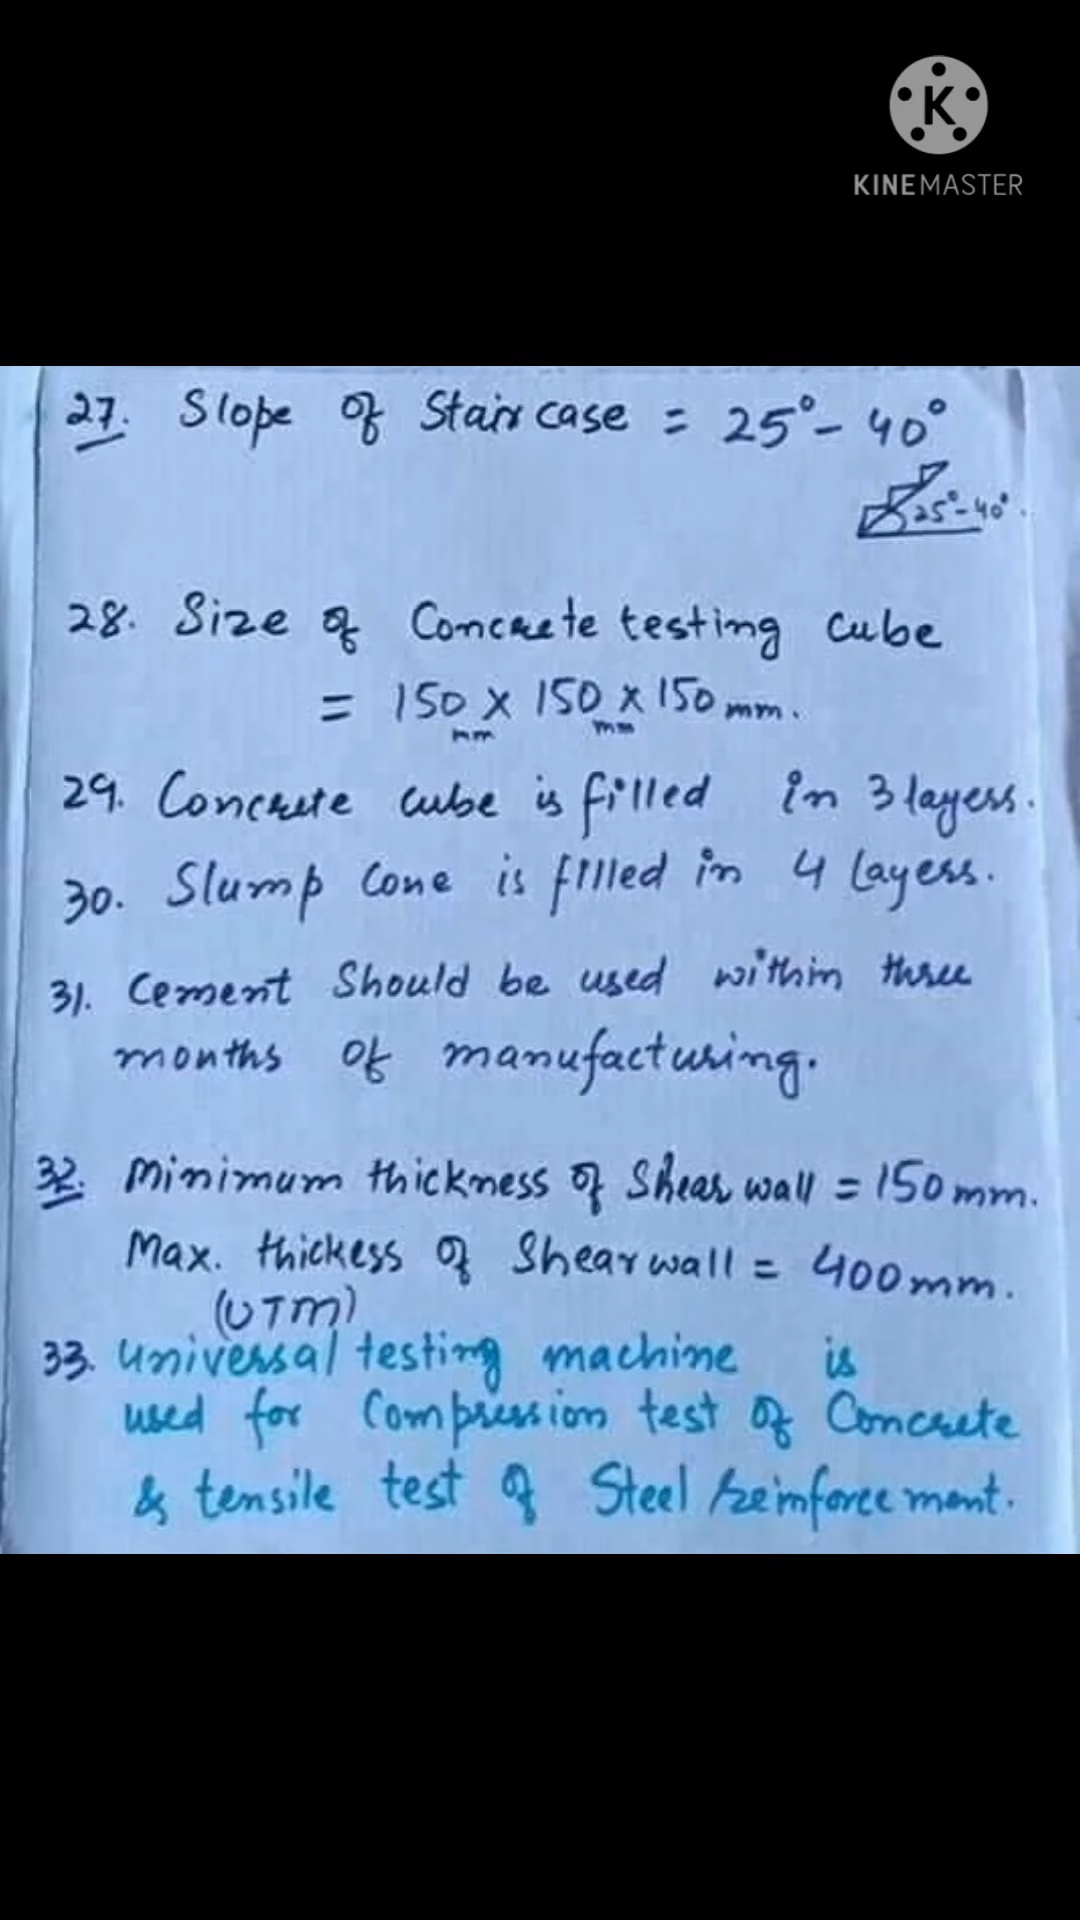 K
KINEMASTER
27. Slope of Stair case = 25° - 40°
25°-40°.
28. Size of Concrete testing cube
= 150 x 150 x 150 mm.
mm mm
29. Concrete cube is filled in 3 layers.
30. Slump Cone is filled in 4 layers.
31. Cement Should be used within three
months of manufacturing.
32. Minimum thickness of Shear wall = 150 mm.
Max. thickess of Shear wall = 400 mm.
(UTM)
33. Universal testing machine is
used for Compression test of Concrete
& tensile test of Steel reinforcement.